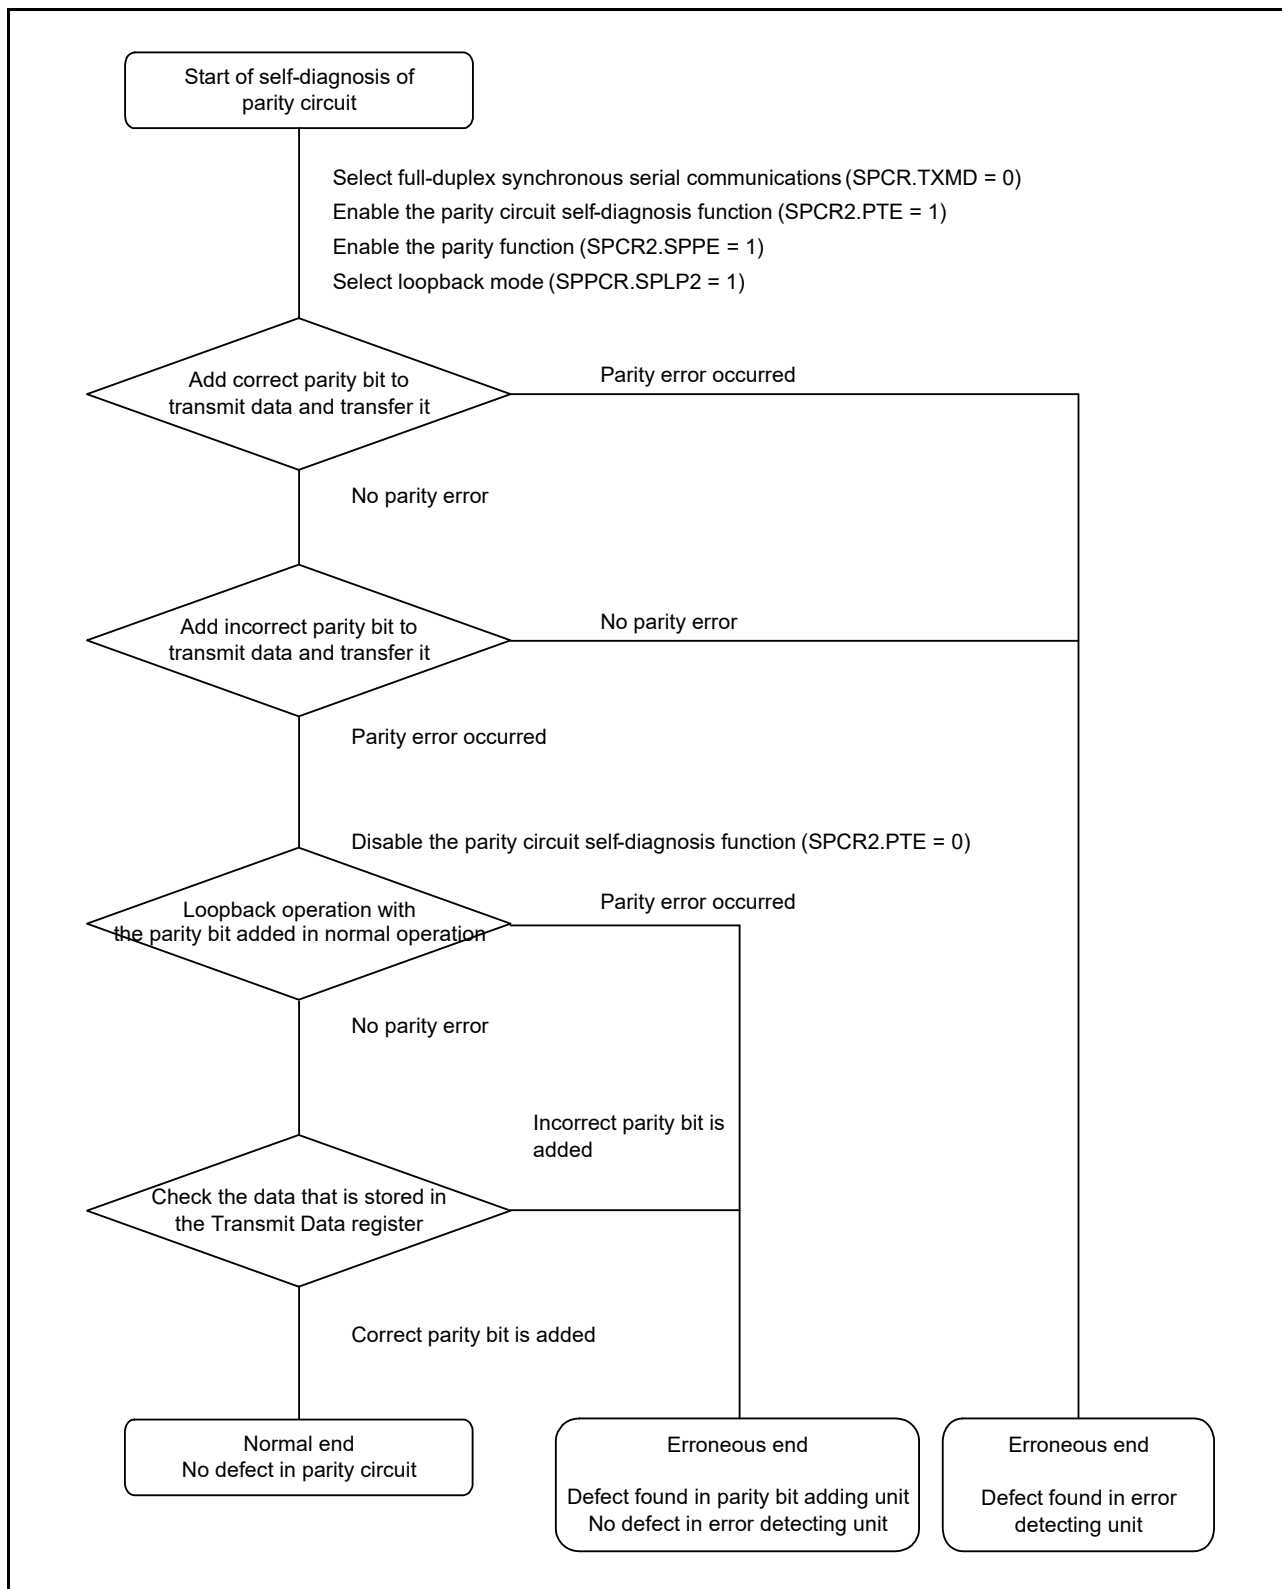 Start of self-diagnosis of
parity circuit
Select full-duplex synchronous serial communications (SPCR.TXMD = 0)
Enable the parity circuit self-diagnosis function (SPCR2.PTE = 1)
Enable the parity function (SPCR2.SPPE = 1)
Select loopback mode (SPPCR.SPLP2 = 1)
Add correct parity bit to
transmit data and transfer it
Parity error occurred
No parity error
Add incorrect parity bit to
transmit data and transfer it
No parity error
Parity error occurred
Disable the parity circuit self-diagnosis function (SPCR2.PTE = 0)
Loopback operation with
the parity bit added in normal operation
Parity error occurred
No parity error
Incorrect parity bit is
added
Check the data that is stored in
the Transmit Data register
Correct parity bit is added
Normal end
No defect in parity circuit
Erroneous end
Defect found in parity bit adding unit
No defect in error detecting unit
Erroneous end
Defect found in error
detecting unit